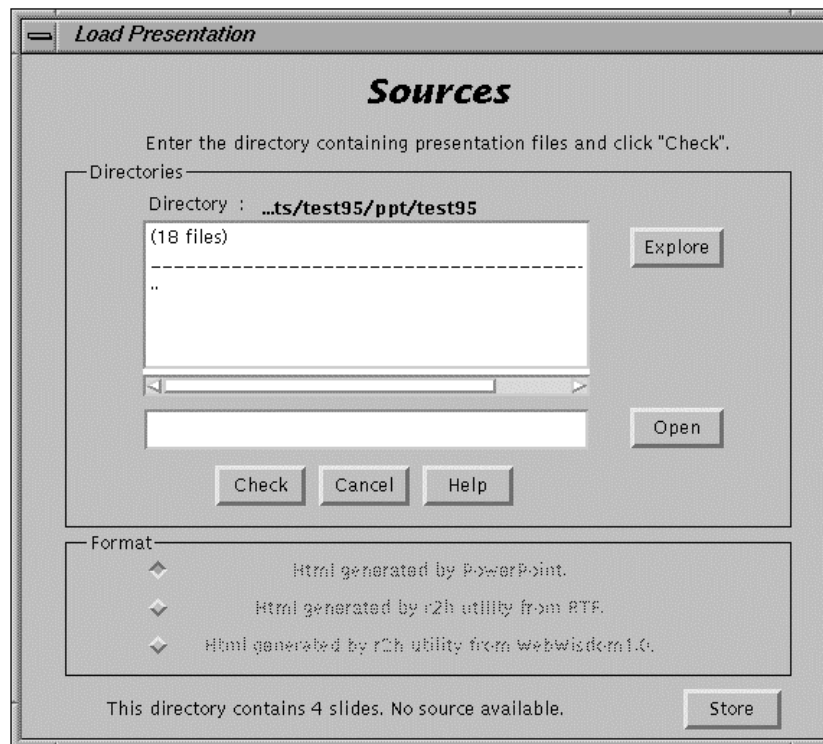 Load Presentation
Sources
Enter the directory containing presentation files and click "Check".
Directories
Directory : ...ts/test95/ppt/test95
(18 files)
..
Explore
Open
Check Cancel Help
Format
Html generated by PowerPoint.
Html generated by r2h utility from RTF.
Html generated by r2h utility from WebWisdom1.0.
This directory contains 4 slides. No source available.
Store